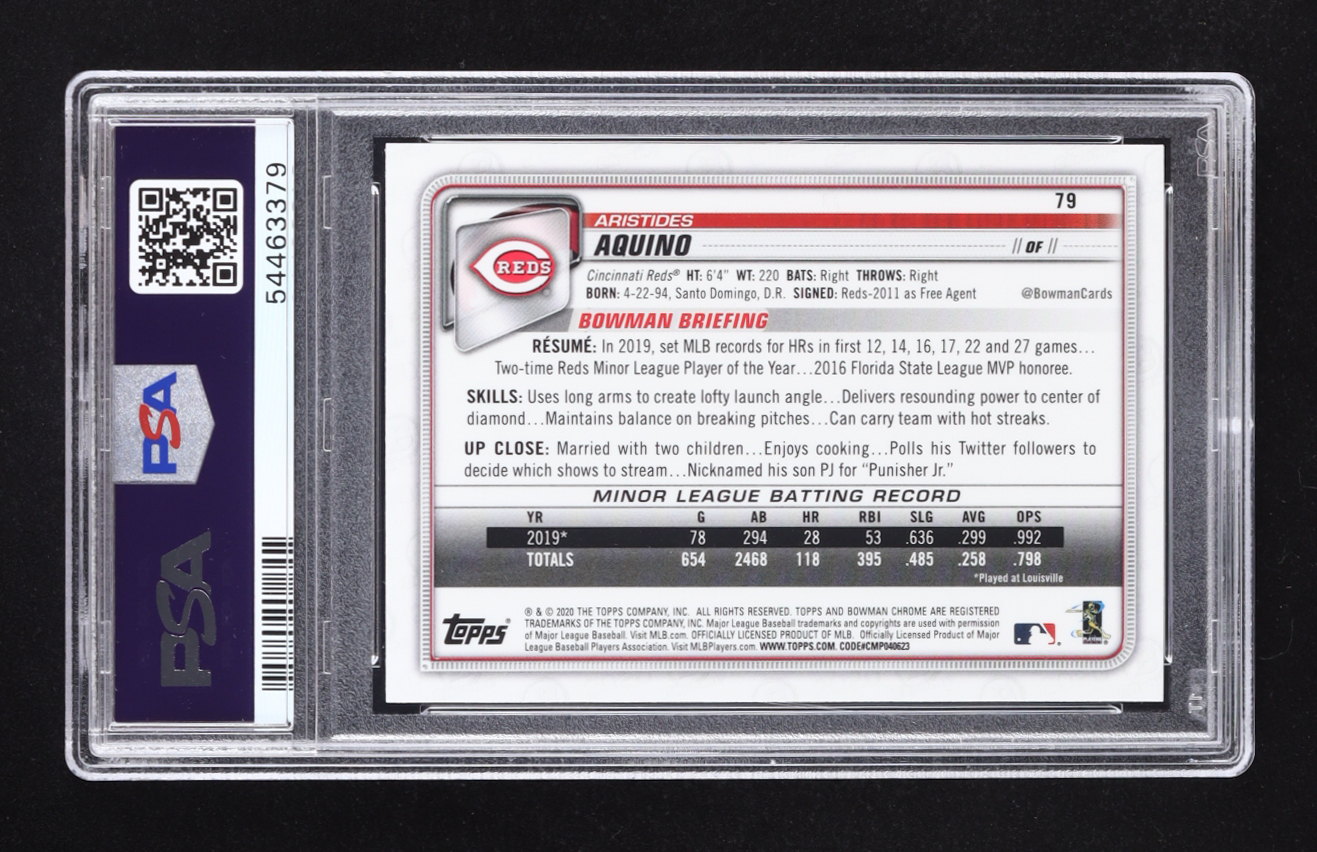 54463379
PSA
PSA
79
ARISTIDES
AQUINO
// OF //
REDS
Cincinnati Reds® HT: 6'4" WT: 220 BATS: Right THROWS: Right
BORN: 4-22-94, Santo Domingo, D.R. SIGNED: Reds-2011 as Free Agent @BowmanCards
BOWMAN BRIEFING
RÉSUMÉ: In 2019, set MLB records for HRs in first 12, 14, 16, 17, 22 and 27 games...
Two-time Reds Minor League Player of the Year...2016 Florida State League MVP honoree.
SKILLS: Uses long arms to create lofty launch angle...Delivers resounding power to center of
diamond...Maintains balance on breaking pitches...Can carry team with hot streaks.
UP CLOSE: Married with two children...Enjoys cooking...Polls his Twitter followers to
decide which shows to stream...Nicknamed his son PJ for “Punisher Jr.”
MINOR LEAGUE BATTING RECORD
YR G AB HR RBI SLG AVG OPS
2019* 78 294 28 53 .636 .299 .992
TOTALS 654 2468 118 395 .485 .258 .798
*Played at Louisville
Topps®
® & © 2020 THE TOPPS COMPANY, INC. ALL RIGHTS RESERVED. TOPPS AND BOWMAN CHROME ARE REGISTERED
TRADEMARKS OF THE TOPPS COMPANY, INC. Major League Baseball trademarks and copyrights are used with permission
of Major League Baseball. Visit MLB.com. OFFICIALLY LICENSED PRODUCT OF MLB. Officially Licensed Product of Major
League Baseball Players Association. Visit MLBPlayers.com. WWW.TOPPS.COM. CODE#CMP040623